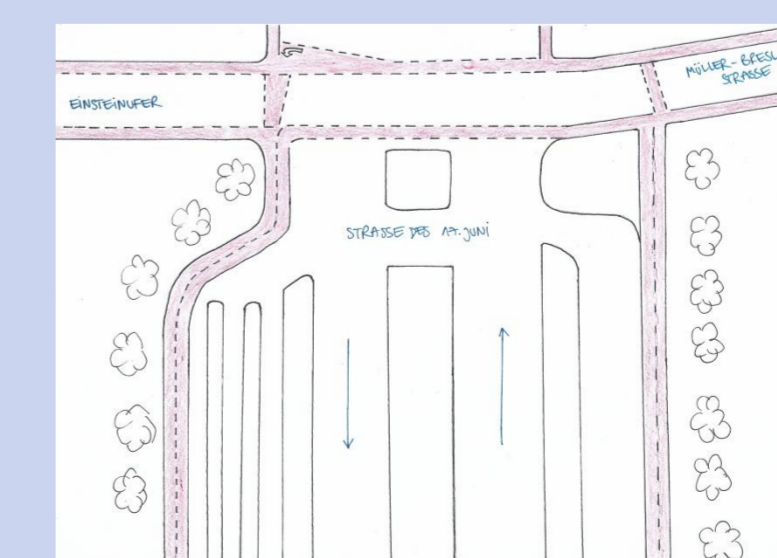 EINSTEINUFER
MÜLLER-BRESL
STRASSE
STRASSE DES 17. JUNI